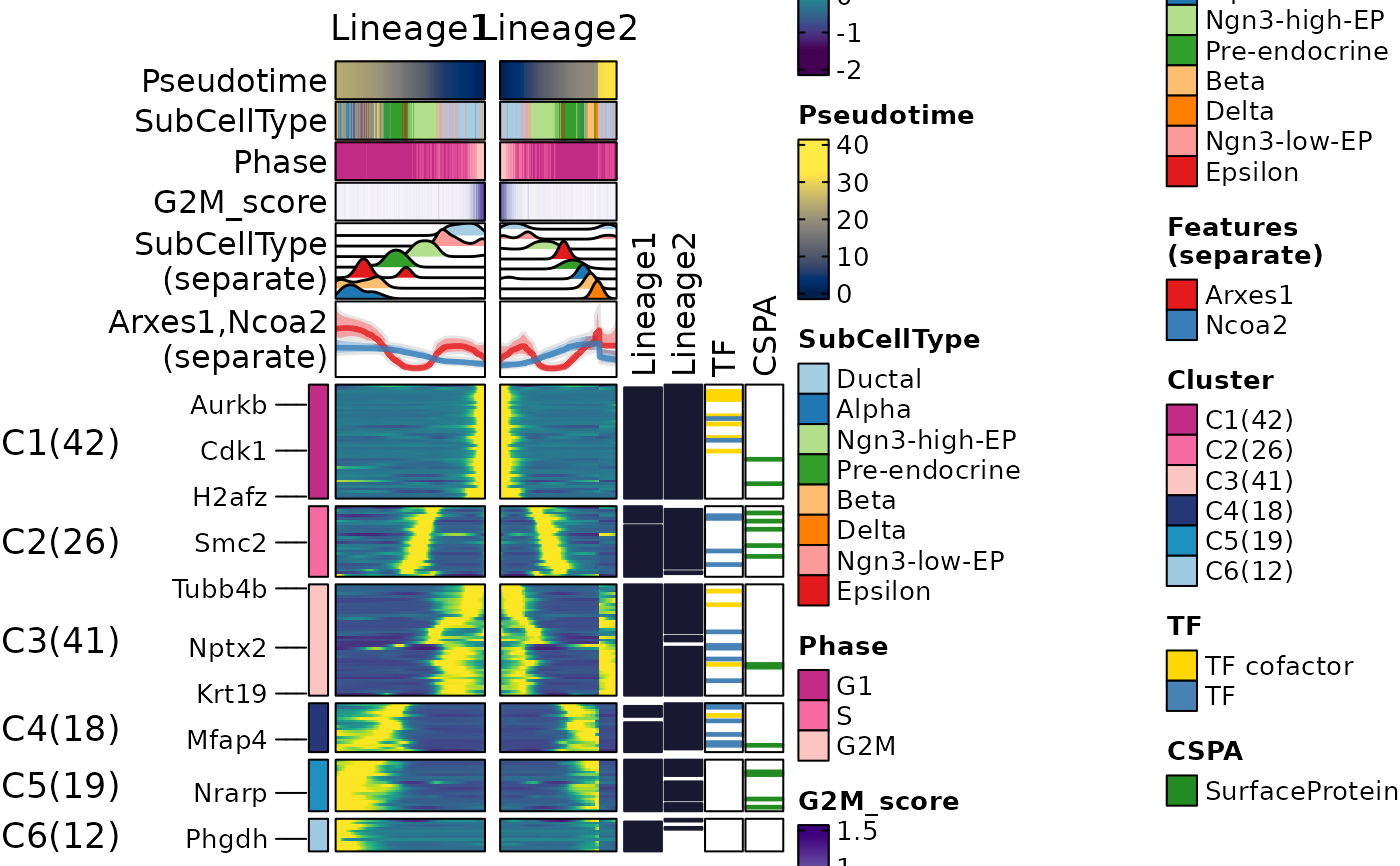 Lineage1
Lineage2
Pseudotime
SubCellType
Phase
G2M_score
SubCellType
(separate)
Arxes1,Ncoa2
(separate)
Lineage1
Lineage2
TF
CSPA
C1(42)
C2(26)
C3(41)
C4(18)
C5(19)
C6(12)
Aurkb
Cdk1
H2afz
Smc2
Tubb4b
Nptx2
Krt19
Mfap4
Nrarp
Phgdh
-1
-2
Pseudotime
40
30
20
10
0
SubCellType
Ductal
Alpha
Ngn3-high-EP
Pre-endocrine
Beta
Delta
Ngn3-low-EP
Epsilon
Phase
G1
S
G2M
G2M_score
1.5
Ngn3-high-EP
Pre-endocrine
Beta
Delta
Ngn3-low-EP
Epsilon
Features
(separate)
Arxes1
Ncoa2
Cluster
C1(42)
C2(26)
C3(41)
C4(18)
C5(19)
C6(12)
TF
TF cofactor
TF
CSPA
SurfaceProtein